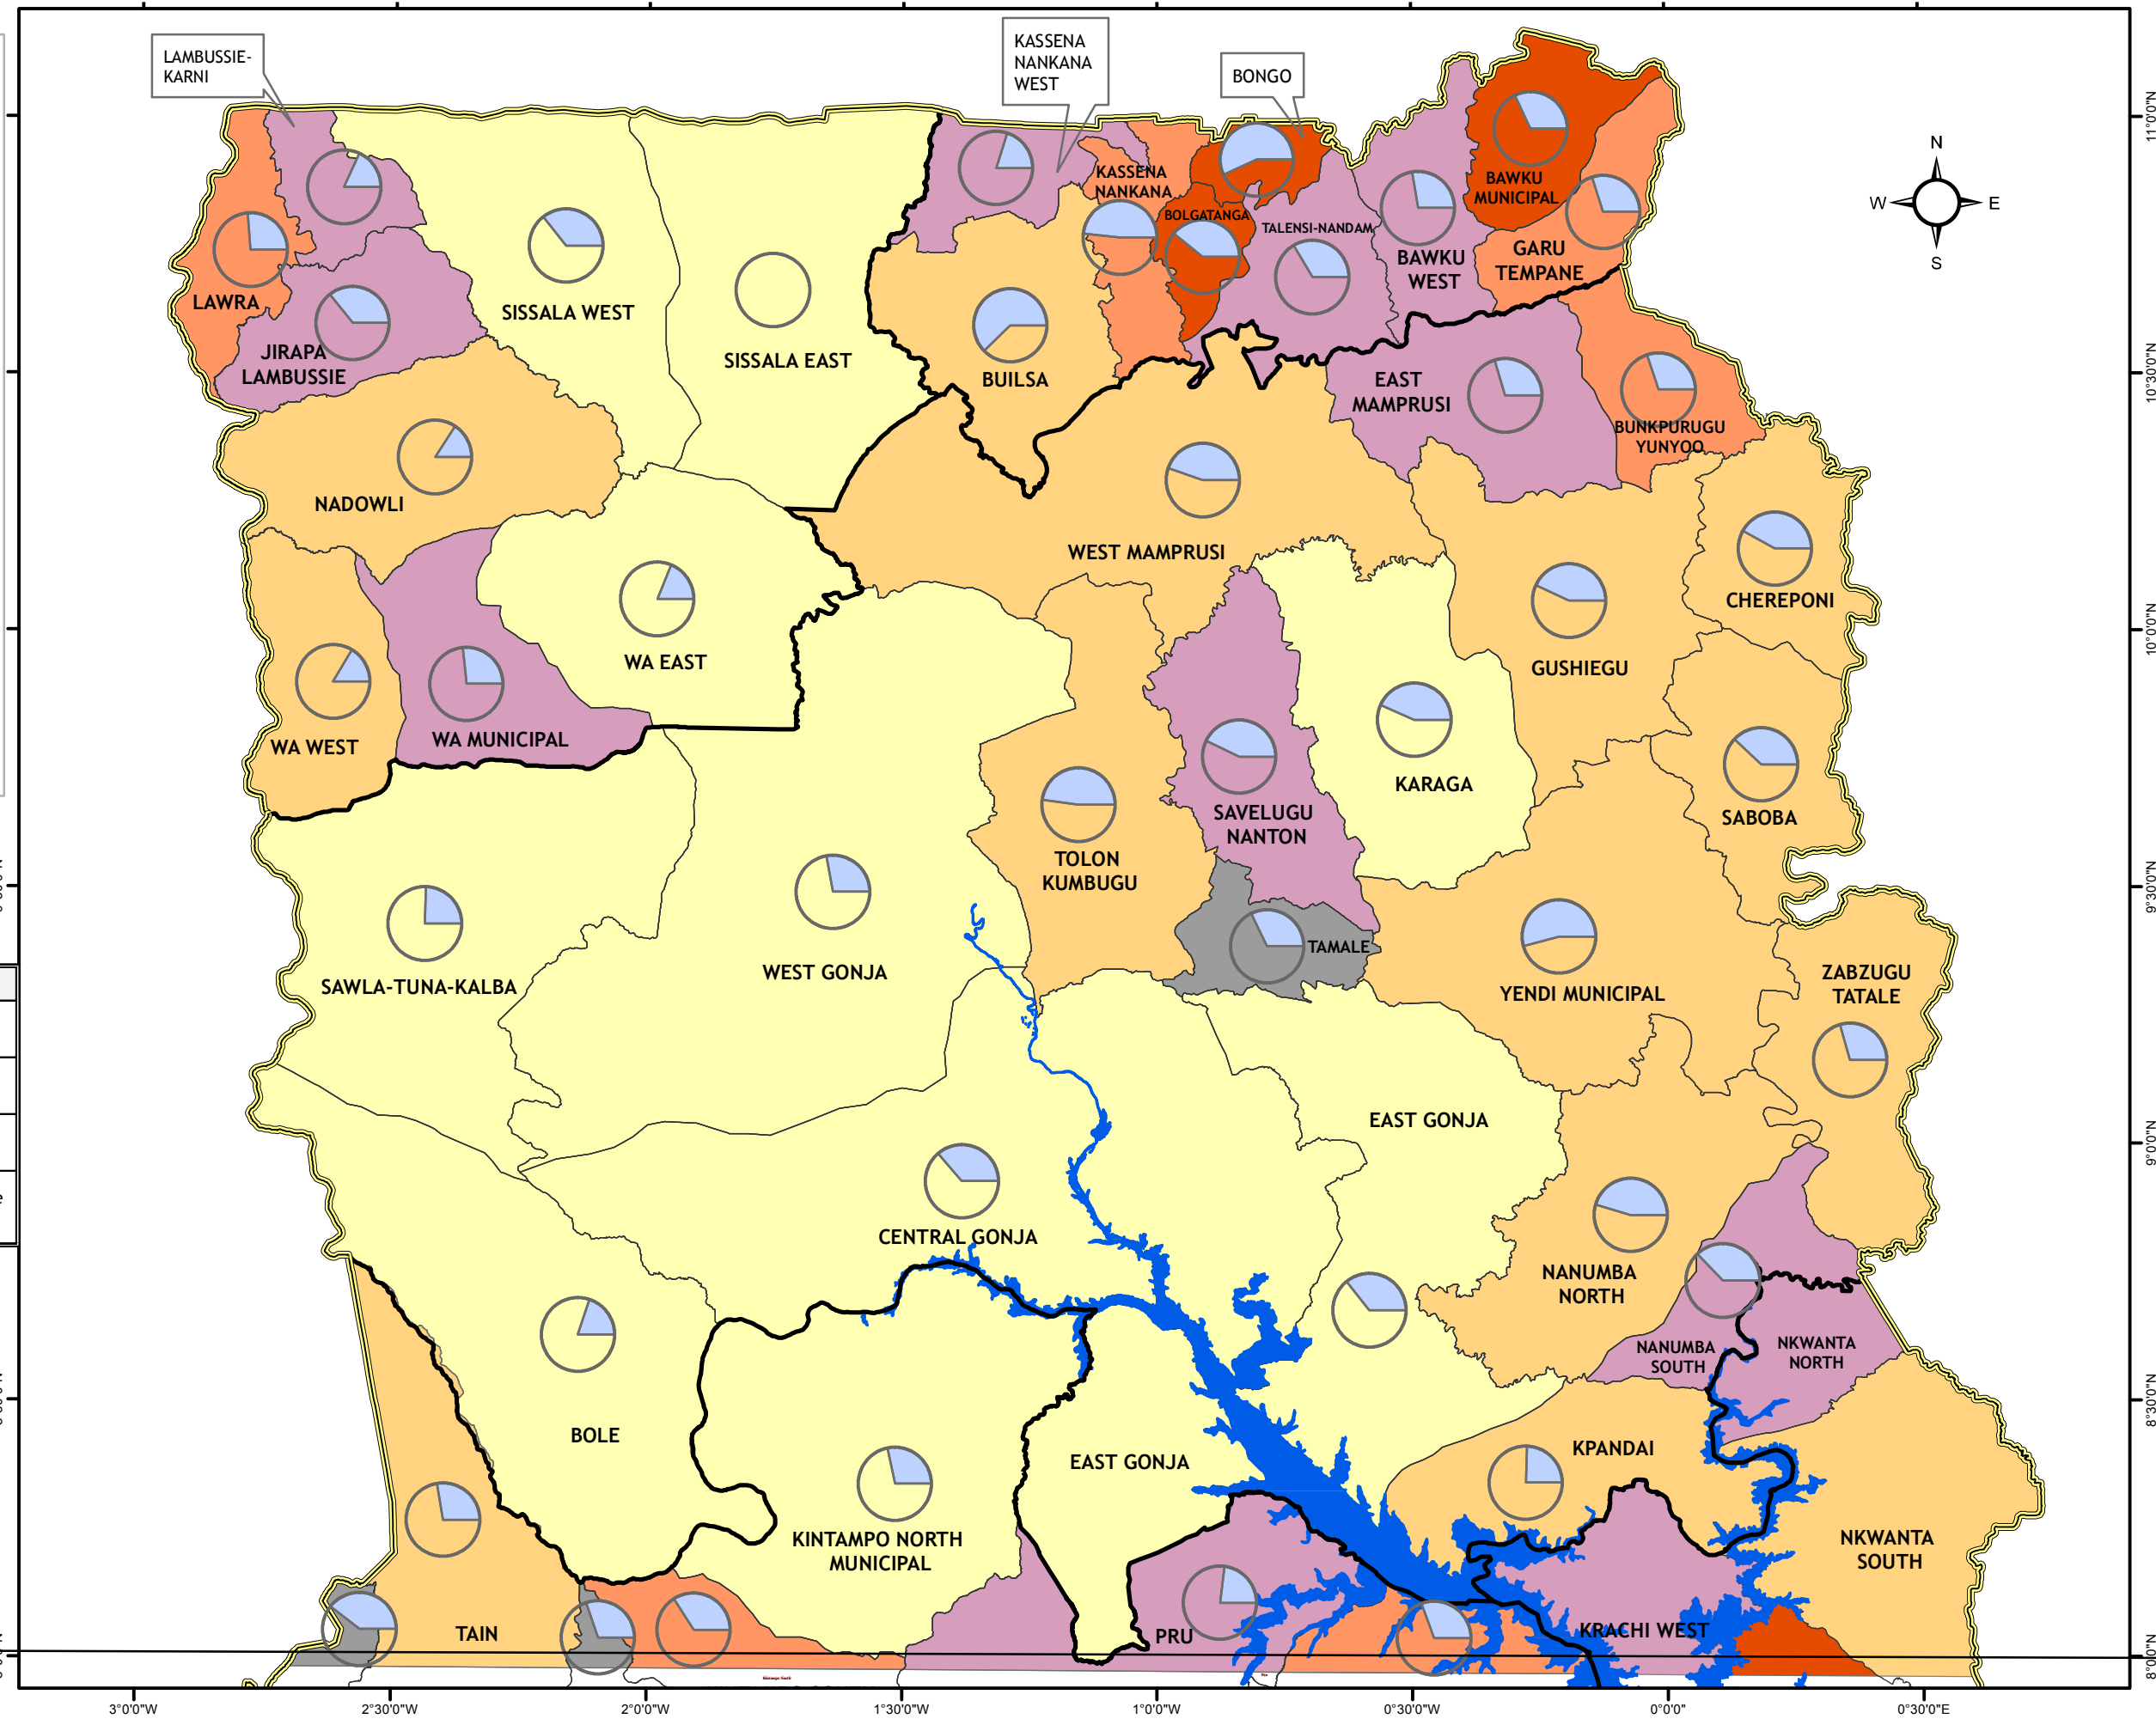 LAMBUSSIE-
KARNI
KASSENA
NANKANA
WEST
BONGO
N
W
E
S
KASSENA
NANKANA
BOLGATANGA
TALENSI-NANDAM
BAWKU
MUNICIPAL
BAWKU
WEST
GARU
TEMPANE
LAWRA
SISSALA WEST
SISSALA EAST
JIRAPA
LAMBUSSIE
BUILSA
EAST
MAMPRUSI
BUNKPURUGU
YUNYOO
NADOWLI
WEST MAMPRUSI
CHEREPONI
WA EAST
GUSHIEGU
WA WEST
WA MUNICIPAL
KARAGA
SAVELUGU
NANTON
SABOBA
TOLON
KUMBUGU
TAMALE
SAWLA-TUNA-KALBA
WEST GONJA
YENDI MUNICIPAL
ZABZUGU
TATALE
EAST GONJA
CENTRAL GONJA
NANUMBA
NORTH
NANUMBA
SOUTH
NKWANTA
NORTH
BOLE
EAST GONJA
KPANDAI
KINTAMPO NORTH
MUNICIPAL
NKWANTA
SOUTH
TAIN
PRU
KRACHI WEST
11°0'0"N
10°30'0"N
10°0'0"N
9°30'0"N
9°0'0"N
8°30'0"N
8°0'0"N
3°0'0"W
2°30'0"W
2°0'0"W
1°30'0"W
1°0'0"W
0°30'0"W
0°0'0"
0°30'0"E